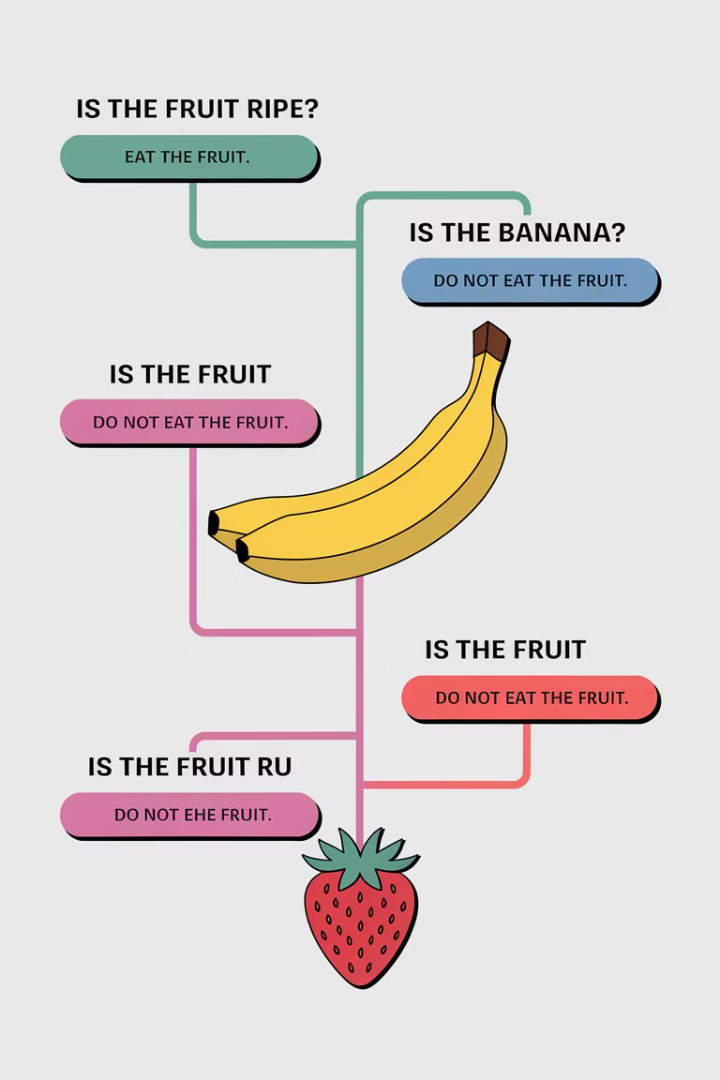 IS THE FRUIT RIPE?
EAT THE FRUIT.
IS THE BANANA?
DO NOT EAT THE FRUIT.
IS THE FRUIT
DO NOT EAT THE FRUIT.
IS THE FRUIT
DO NOT EAT THE FRUIT.
IS THE FRUIT RU
DO NOT EHE FRUIT.